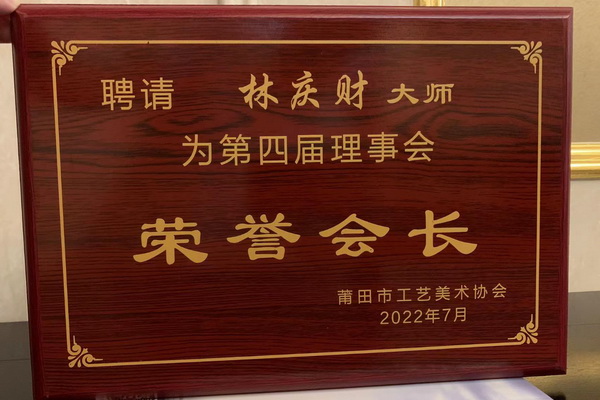 聘请 林庆财 大师
为第四届理事会
荣誉会长
莆田市工艺美术协会
2022年7月